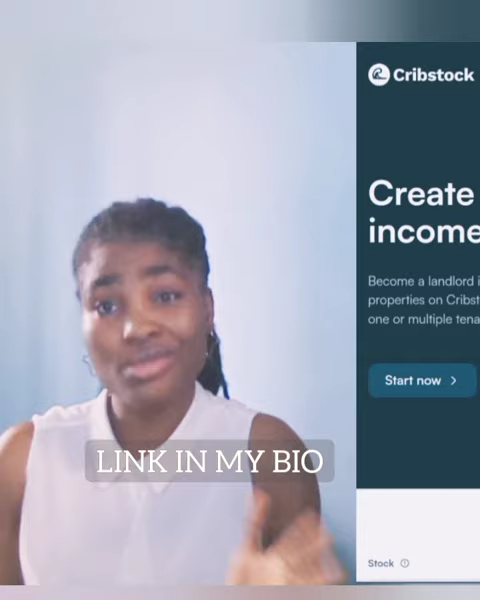 Cribstock
Create
income
Become a landlord i
properties on Cribst
one or multiple tena
Start now
LINK IN MY BIO
Stock